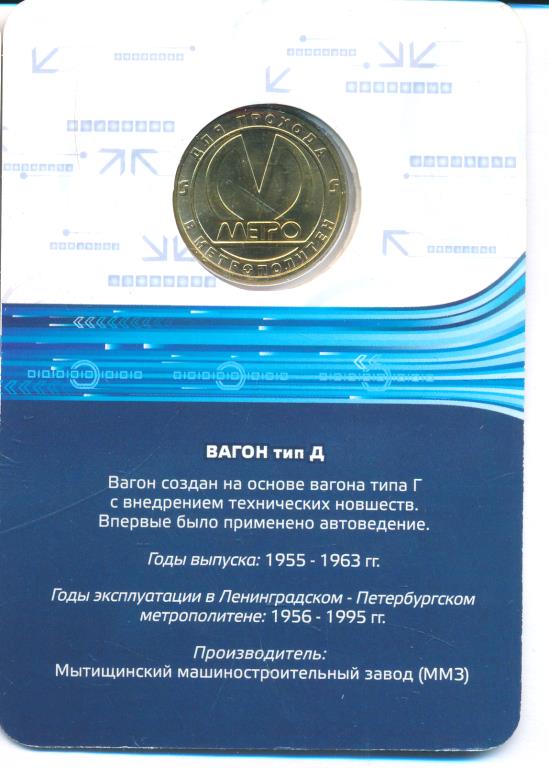 ДЛЯ ПРОХОДА
МЕТРО
В МЕТРОПОЛИТЕН
ВАГОН тип Д
Вагон создан на основе вагона типа Г
с внедрением технических новшеств.
Впервые было применено автоведение.
Годы выпуска: 1955 - 1963 гг.
Годы эксплуатации в Ленинградском - Петербургском
метрополитене: 1956 - 1995 гг.
Производитель:
Мытищинский машиностроительный завод (ММЗ)